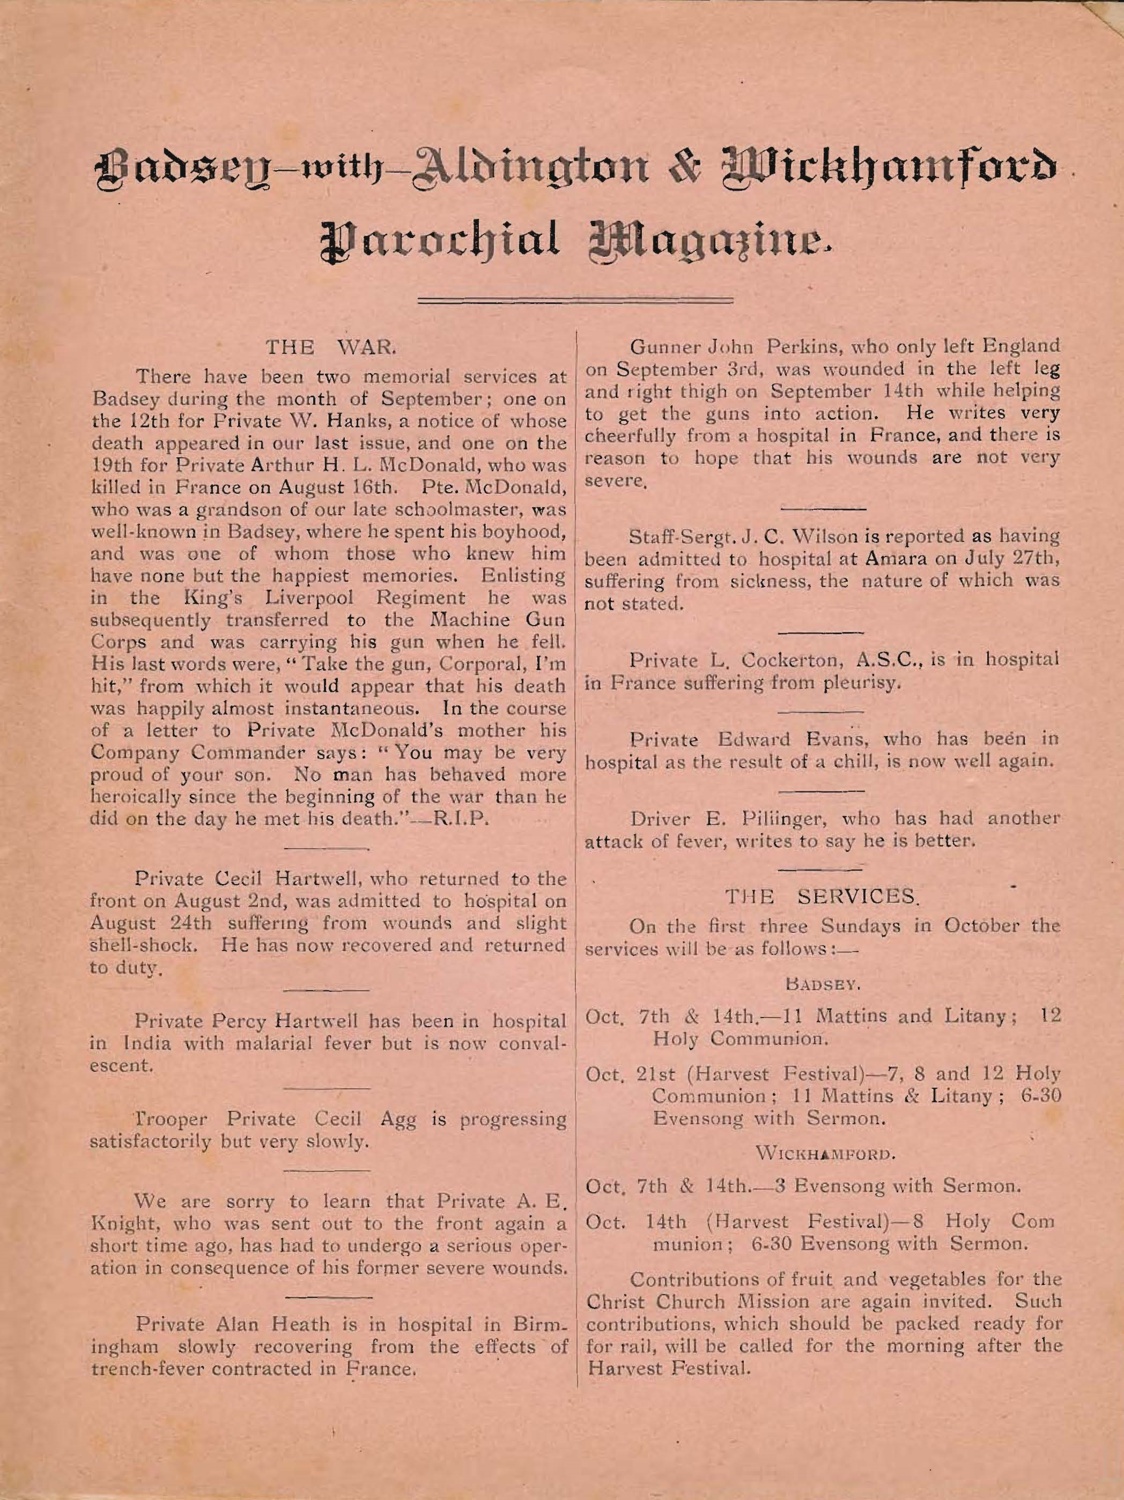 Badsey–with–Aldington & Wickhamford
Parochial Magazine.
THE WAR.
There have been two memorial services at
Badsey during the month of September; one on
the 12th for Private W. Hanks, a notice of whose
death appeared in our last issue, and one on the
19th for Private Arthur H. L. McDonald, who was
killed in France on August 16th. Pte. McDonald,
who was a grandson of our late schoolmaster, was
well-known in Badsey, where he spent his boyhood,
and was one of whom those who knew him
have none but the happiest memories. Enlisting
in the King's Liverpool Regiment he was
subsequently transferred to the Machine Gun
Corps and was carrying his gun when he fell.
His last words were, "Take the gun, Corporal, I'm
hit," from which it would appear that his death
was happily almost instantaneous. In the course
of a letter to Private McDonald's mother his
Company Commander says: "You may be very
proud of your son. No man has behaved more
heroically since the beginning of the war than he
did on the day he met his death."—R.I.P.
Private Cecil Hartwell, who returned to the
front on August 2nd, was admitted to hospital on
August 24th suffering from wounds and slight
shell-shock. He has now recovered and returned
to duty.
Private Percy Hartwell has been in hospital
in India with malarial fever but is now conval-
escent.
Trooper Private Cecil Agg is progressing
satisfactorily but very slowly.
We are sorry to learn that Private A. E.
Knight, who was sent out to the front again a
short time ago, has had to undergo a serious oper-
ation in consequence of his former severe wounds.
Private Alan Heath is in hospital in Birm-
ingham slowly recovering from the effects of
trench-fever contracted in France.
Gunner John Perkins, who only left England
on September 3rd, was wounded in the left leg
and right thigh on September 14th while helping
to get the guns into action. He writes very
cheerfully from a hospital in France, and there is
reason to hope that his wounds are not very
severe.
Staff-Sergt. J. C. Wilson is reported as having
been admitted to hospital at Amara on July 27th,
suffering from sickness, the nature of which was
not stated.
Private L. Cockerton, A.S.C., is in hospital
in France suffering from pleurisy.
Private Edward Evans, who has been in
hospital as the result of a chill, is now well again.
Driver E. Pillinger, who has had another
attack of fever, writes to say he is better.
THE SERVICES.
On the first three Sundays in October the
services will be as follows:—
BADSEY.
Oct. 7th & 14th.—11 Mattins and Litany; 12
Holy Communion.
Oct. 21st (Harvest Festival)—7, 8 and 12 Holy
Communion; 11 Mattins & Litany; 6-30
Evensong with Sermon.
WICKHAMFORD.
Oct. 7th & 14th.—3 Evensong with Sermon.
Oct. 14th (Harvest Festival)—8 Holy Com
munion; 6-30 Evensong with Sermon.
Contributions of fruit and vegetables for the
Christ Church Mission are again invited. Such
contributions, which should be packed ready for
for rail, will be called for the morning after the
Harvest Festival.